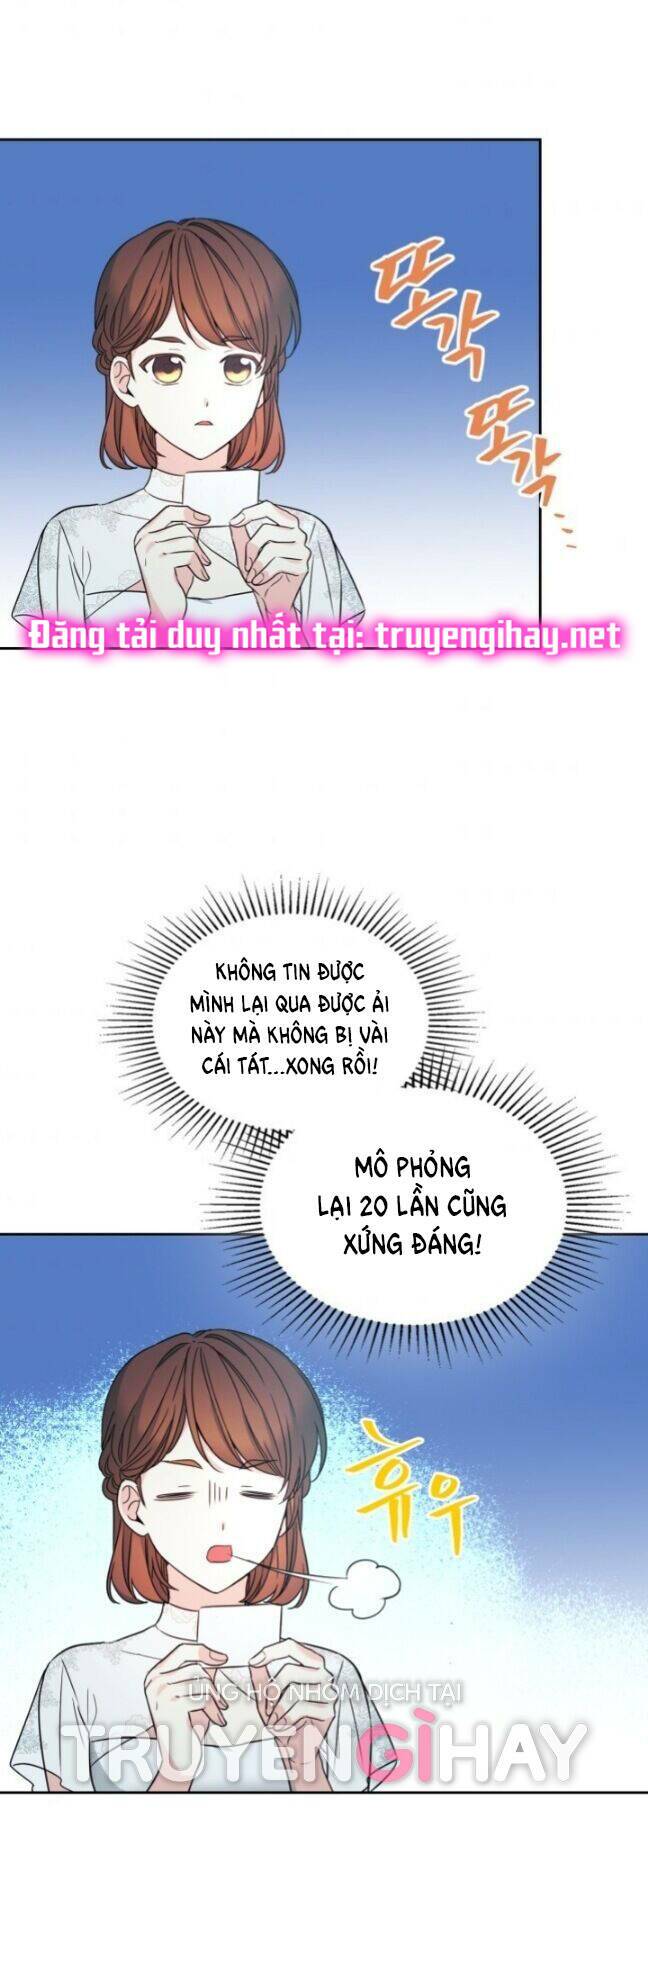 또각
또각
Đăng tải duy nhất tại: truyengihay.net
KHÔNG TIN ĐƯỢC
MÌNH LẠI QUA ĐƯỢC ẢI
NÀY MÀ KHÔNG BỊ VÀI
CÁI TÁT...XONG RỒI!
MÔ PHỎNG
LẠI 20 LẦN CŨNG
XỨNG ĐÁNG!
휴우
ỦNG HỘ NHÓM DỊCH TẠI
TRUYENGÌHAY